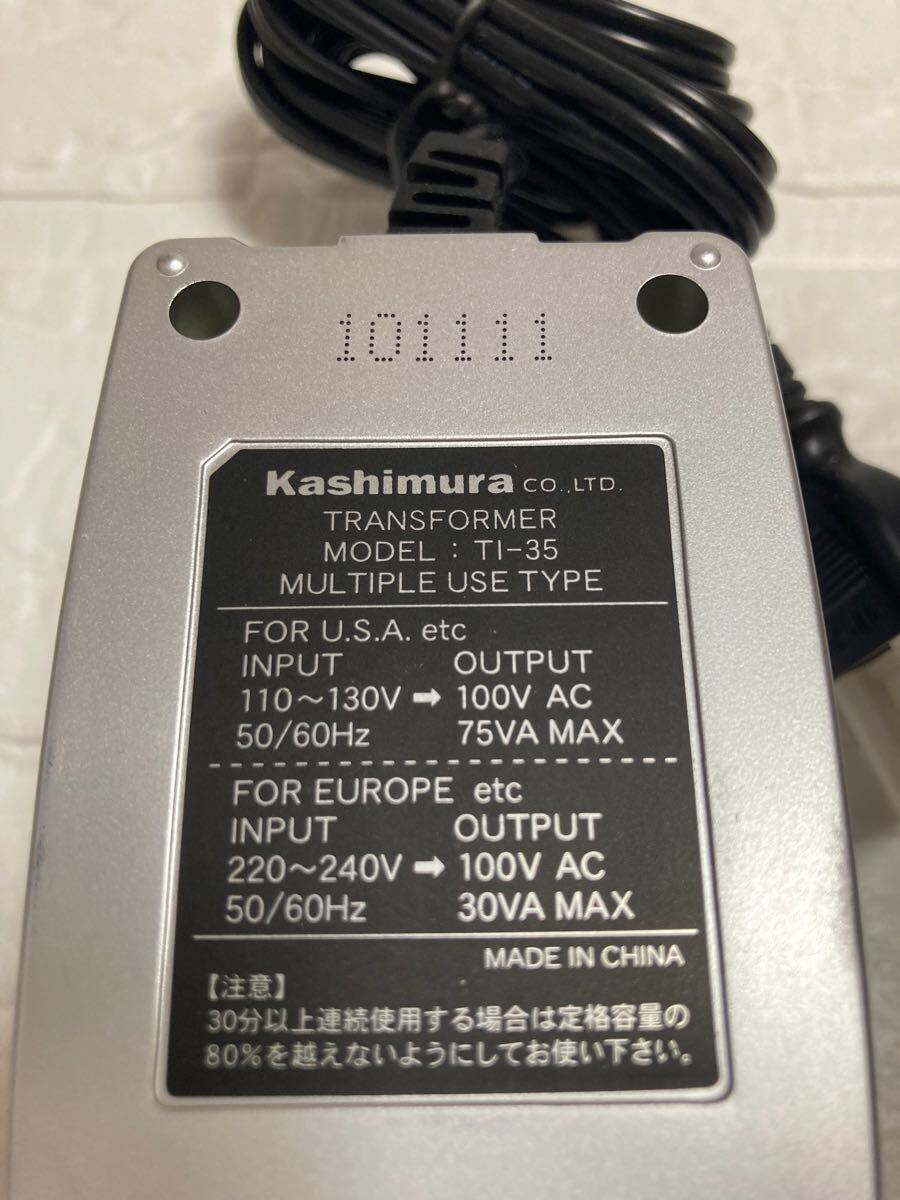 101111
Kashimura CO.,LTD.
TRANSFORMER
MODEL : TI-35
MULTIPLE USE TYPE
FOR U.S.A. etc
INPUT OUTPUT
110~130V ➡ 100V AC
50/60Hz 75VA MAX
FOR EUROPE etc
INPUT OUTPUT
220~240V ➡ 100V AC
50/60Hz 30VA MAX
MADE IN CHINA
【注意】
30分以上連続使用する場合は定格容量の
80%を越えないようにしてお使い下さい。